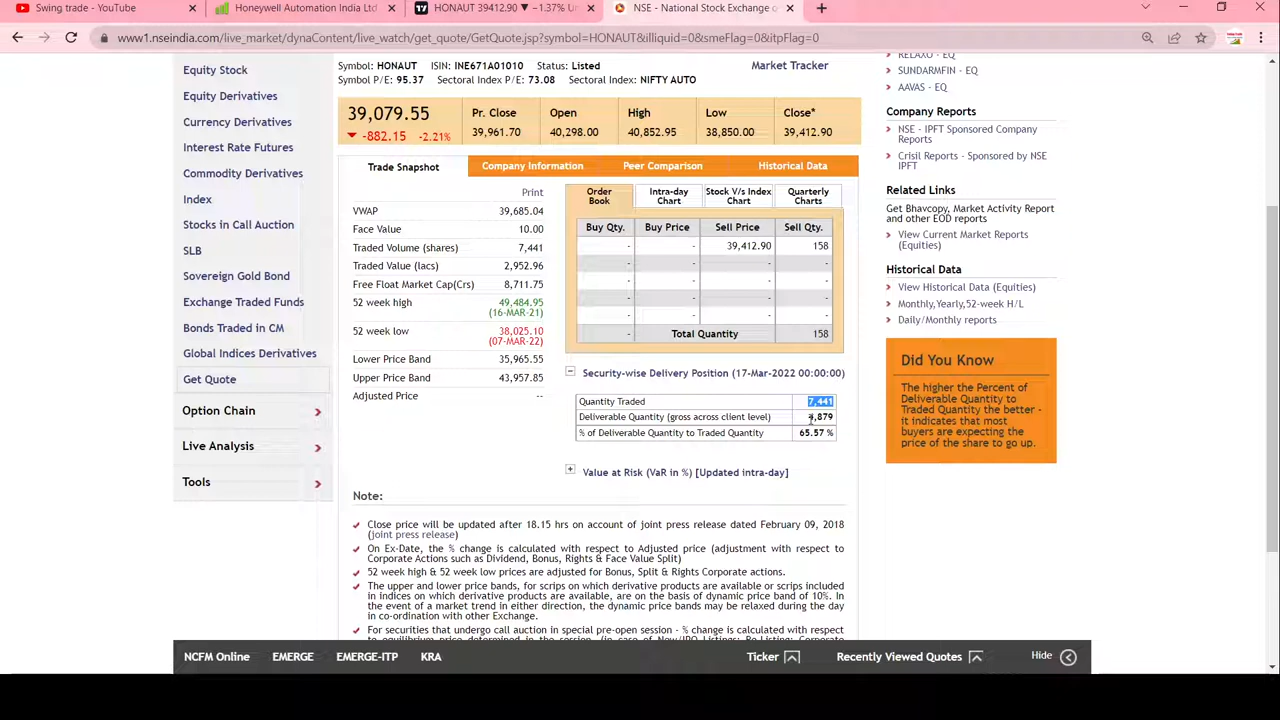 Swing trade - YouTube
Honeywell Automation India Ltd
HONAUT 39412.90 ▼ −1.37% Un
NSE - National Stock Exchange o
www1.nseindia.com/live_market/dynaContent/live_watch/get_quote/GetQuote.jsp?symbol=HONAUT&illiquid=0&smeFlag=0&itpFlag=0
Equity Stock
Equity Derivatives
Currency Derivatives
Interest Rate Futures
Commodity Derivatives
Index
Stocks in Call Auction
SLB
Sovereign Gold Bond
Exchange Traded Funds
Bonds Traded in CM
Global Indices Derivatives
Get Quote
Option Chain
Live Analysis
Tools
Symbol: HONAUT ISIN: INE671A01010 Status: Listed
Market Tracker
Symbol P/E: 95.37 Sectoral Index P/E: 73.08 Sectoral Index: NIFTY AUTO
39,079.55 Pr. Close Open High Low Close*
-882.15 -2.21% 39,961.70 40,298.00 40,852.95 38,850.00 39,412.90
Trade Snapshot Company Information Peer Comparison Historical Data
Print
VWAP 39,685.04
Face Value 10.00
Traded Volume (shares) 7,441
Traded Value (lacs) 2,952.96
Free Float Market Cap(Crs) 8,711.75
52 week high 49,484.95
(16-MAR-21)
52 week low 38,025.10
(07-MAR-22)
Lower Price Band 35,965.55
Upper Price Band 43,957.85
Adjusted Price --
Order Book
Intra-day Chart
Stock V/s Index Chart
Quarterly Charts
Buy Qty. Buy Price Sell Price Sell Qty.
- - 39,412.90 158
- - - -
- - - -
- - - -
- - - -
- Total Quantity 158
Security-wise Delivery Position (17-Mar-2022 00:00:00)
Quantity Traded 7,441
Deliverable Quantity (gross across client level) 4,879
% of Deliverable Quantity to Traded Quantity 65.57 %
Value at Risk (VaR in %) [Updated intra-day]
Note:
Close price will be updated after 18.15 hrs on account of joint press release dated February 09, 2018
(joint press release)
On Ex-Date, the % change is calculated with respect to Adjusted price (adjustment with respect to
Corporate Actions such as Dividend, Bonus, Rights & Face Value Split)
52 week high & 52 week low prices are adjusted for Bonus, Split & Rights Corporate actions.
The upper and lower price bands, for scrips on which derivative products are available or scrips included
in indices on which derivative products are available, are on the basis of dynamic price band of 10%. In
the event of a market trend in either direction, the dynamic price bands may be relaxed during the day
in co-ordination with other Exchange.
For securities that undergo call auction in special pre-open session - % change is calculated with respect
RELAXO - EQ
SUNDARMFIN - EQ
AAVAS - EQ
Company Reports
NSE - IPFT Sponsored Company
Reports
Crisil Reports - Sponsored by NSE
IPFT
Related Links
Get Bhavcopy, Market Activity Report
and other EOD reports
View Current Market Reports
(Equities)
Historical Data
View Historical Data (Equities)
Monthly,Yearly,52-week H/L
Daily/Monthly reports
Did You Know
The higher the Percent of
Deliverable Quantity to
Traded Quantity the better -
it indicates that most
buyers are expecting the
price of the share to go up.
NCFM Online EMERGE EMERGE-ITP KRA Ticker Recently Viewed Quotes Hide